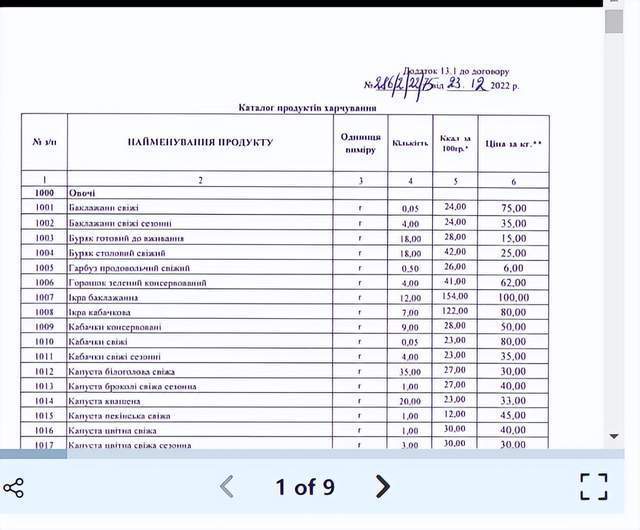 Додаток 13.1 до договору
№ 286/2/22/75 від 23. 12 2022 р.
Каталог продуктів харчування
№ з/п НАЙМЕНУВАННЯ ПРОДУКТУ Одиниця виміру Кількість Ккал за 100гр.* Ціна за кг.**
1 2 3 4 5 6
1000 Овочі
1001 Баклажани свіжі г 0,05 24,00 75,00
1002 Баклажани свіжі сезонні г 4,00 24,00 35,00
1003 Буряк готовий до вживання г 18,00 28,00 15,00
1004 Буряк столовий свіжий г 18,00 42,00 25,00
1005 Гарбуз продовольчий свіжий г 0,50 26,00 6,00
1006 Горошок зелений консервований г 4,00 41,00 62,00
1007 Ікра баклажанна г 12,00 154,00 100,00
1008 Ікра кабачкова г 7,00 122,00 80,00
1009 Кабачки консервовані г 9,00 28,00 50,00
1010 Кабачки свіжі г 0,05 23,00 80,00
1011 Кабачки свіжі сезонні г 4,00 23,00 35,00
1012 Капуста білоголова свіжа г 35,00 27,00 30,00
1013 Капуста броколі свіжа сезонна г 1,00 27,00 40,00
1014 Капуста квашена г 20,00 23,00 33,00
1015 Капуста пекінська свіжа г 1,00 12,00 45,00
1016 Капуста цвітна свіжа г 1,00 30,00 40,00
1017 Капуста цвітна свіжа сезонна г 3,00 30,00 30,00
1 of 9